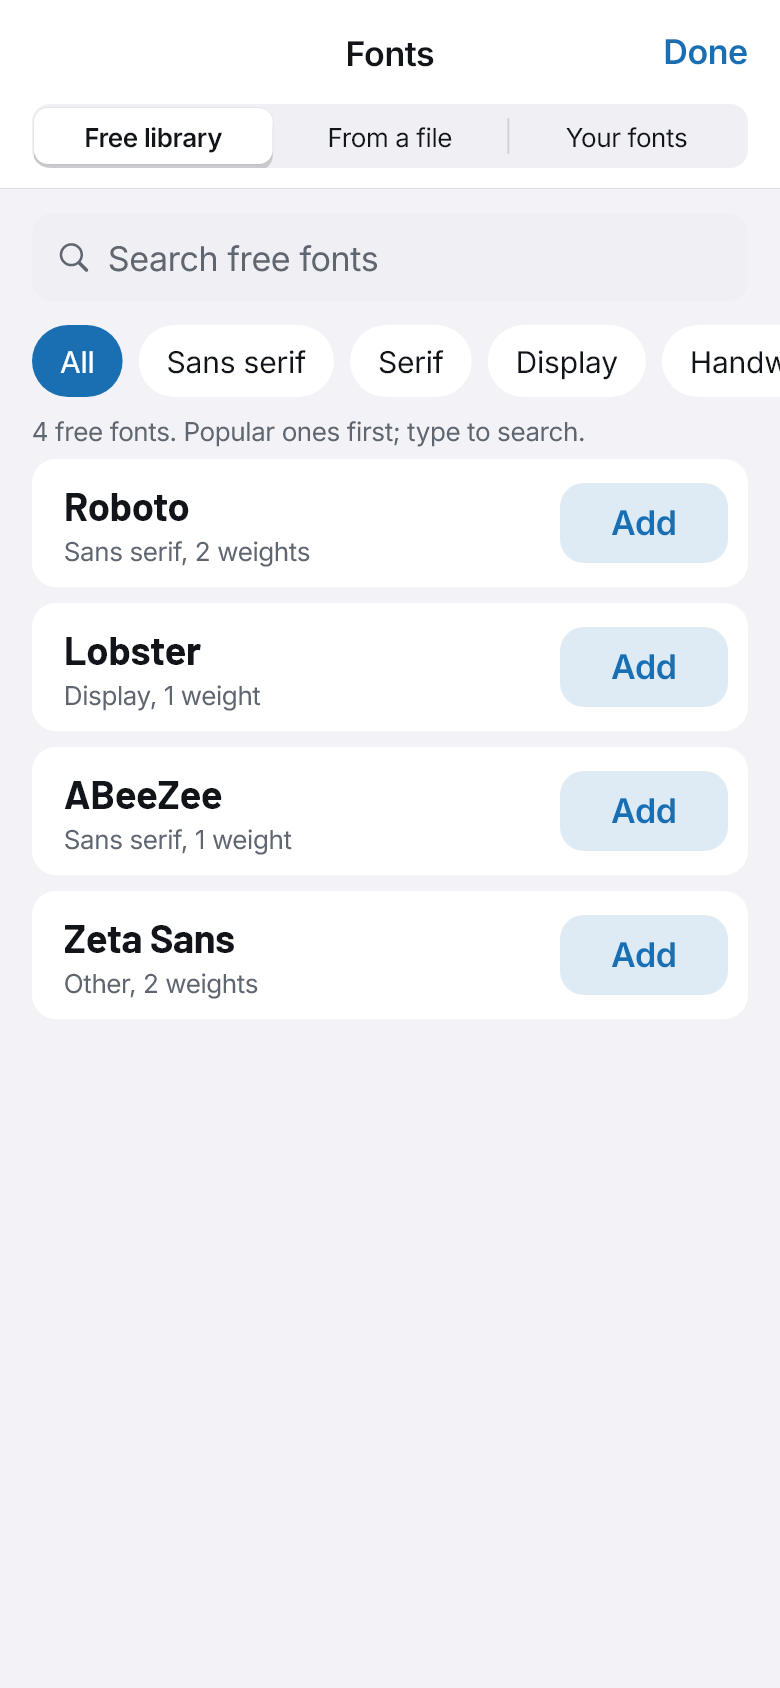 Fonts
Done
Free library
From a file
Your fonts
Search free fonts
All
Sans serif
Serif
Display
4 free fonts. Popular ones first; type to search.
Roboto
Sans serif, 2 weights
Add
Lobster
Display, 1 weight
Add
ABeeZee
Sans serif, 1 weight
Add
Zeta Sans
Other, 2 weights
Add